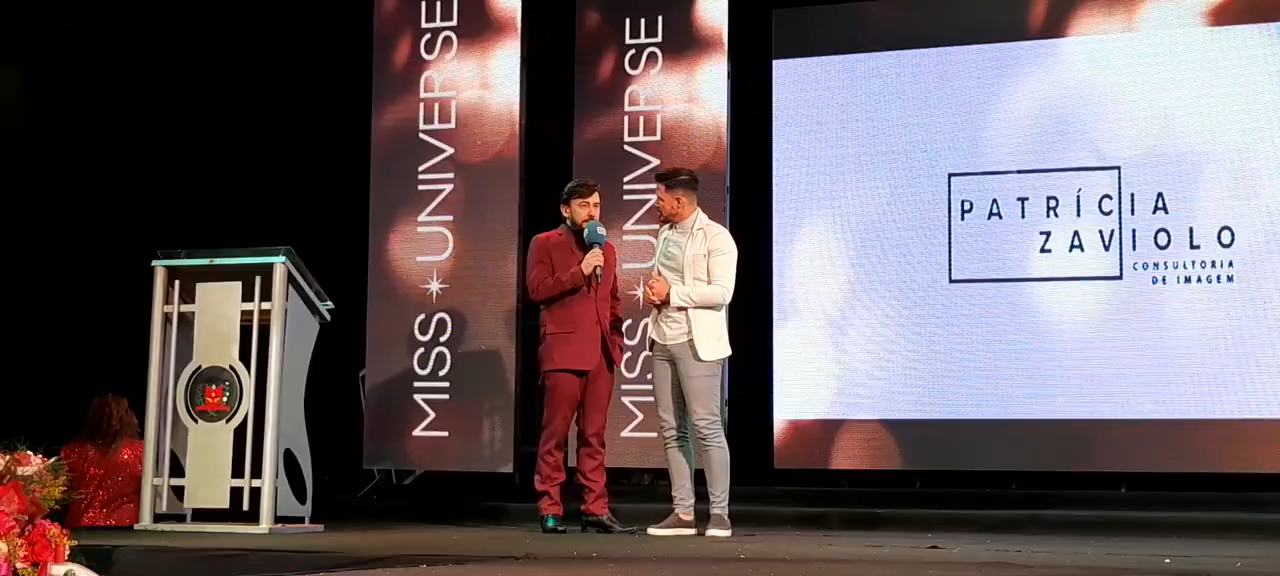 MISS UNIVERSE
MISS UNIVERSE
PATRÍCIA
ZAVIOLO
CONSULTORIA
DE IMAGEM